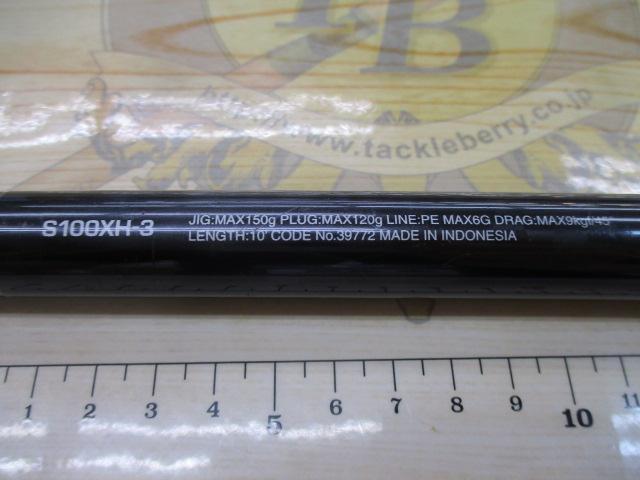 TB
http://www.tackleberry.co.jp
S100XH-3
JIG:MAX150g PLUG:MAX120g LINE:PE MAX6G DRAG:MAX9kgf/45°
LENGTH:10' CODE No.39772 MADE IN INDONESIA
1 2 3 4 5 6 7 8 9 10 11